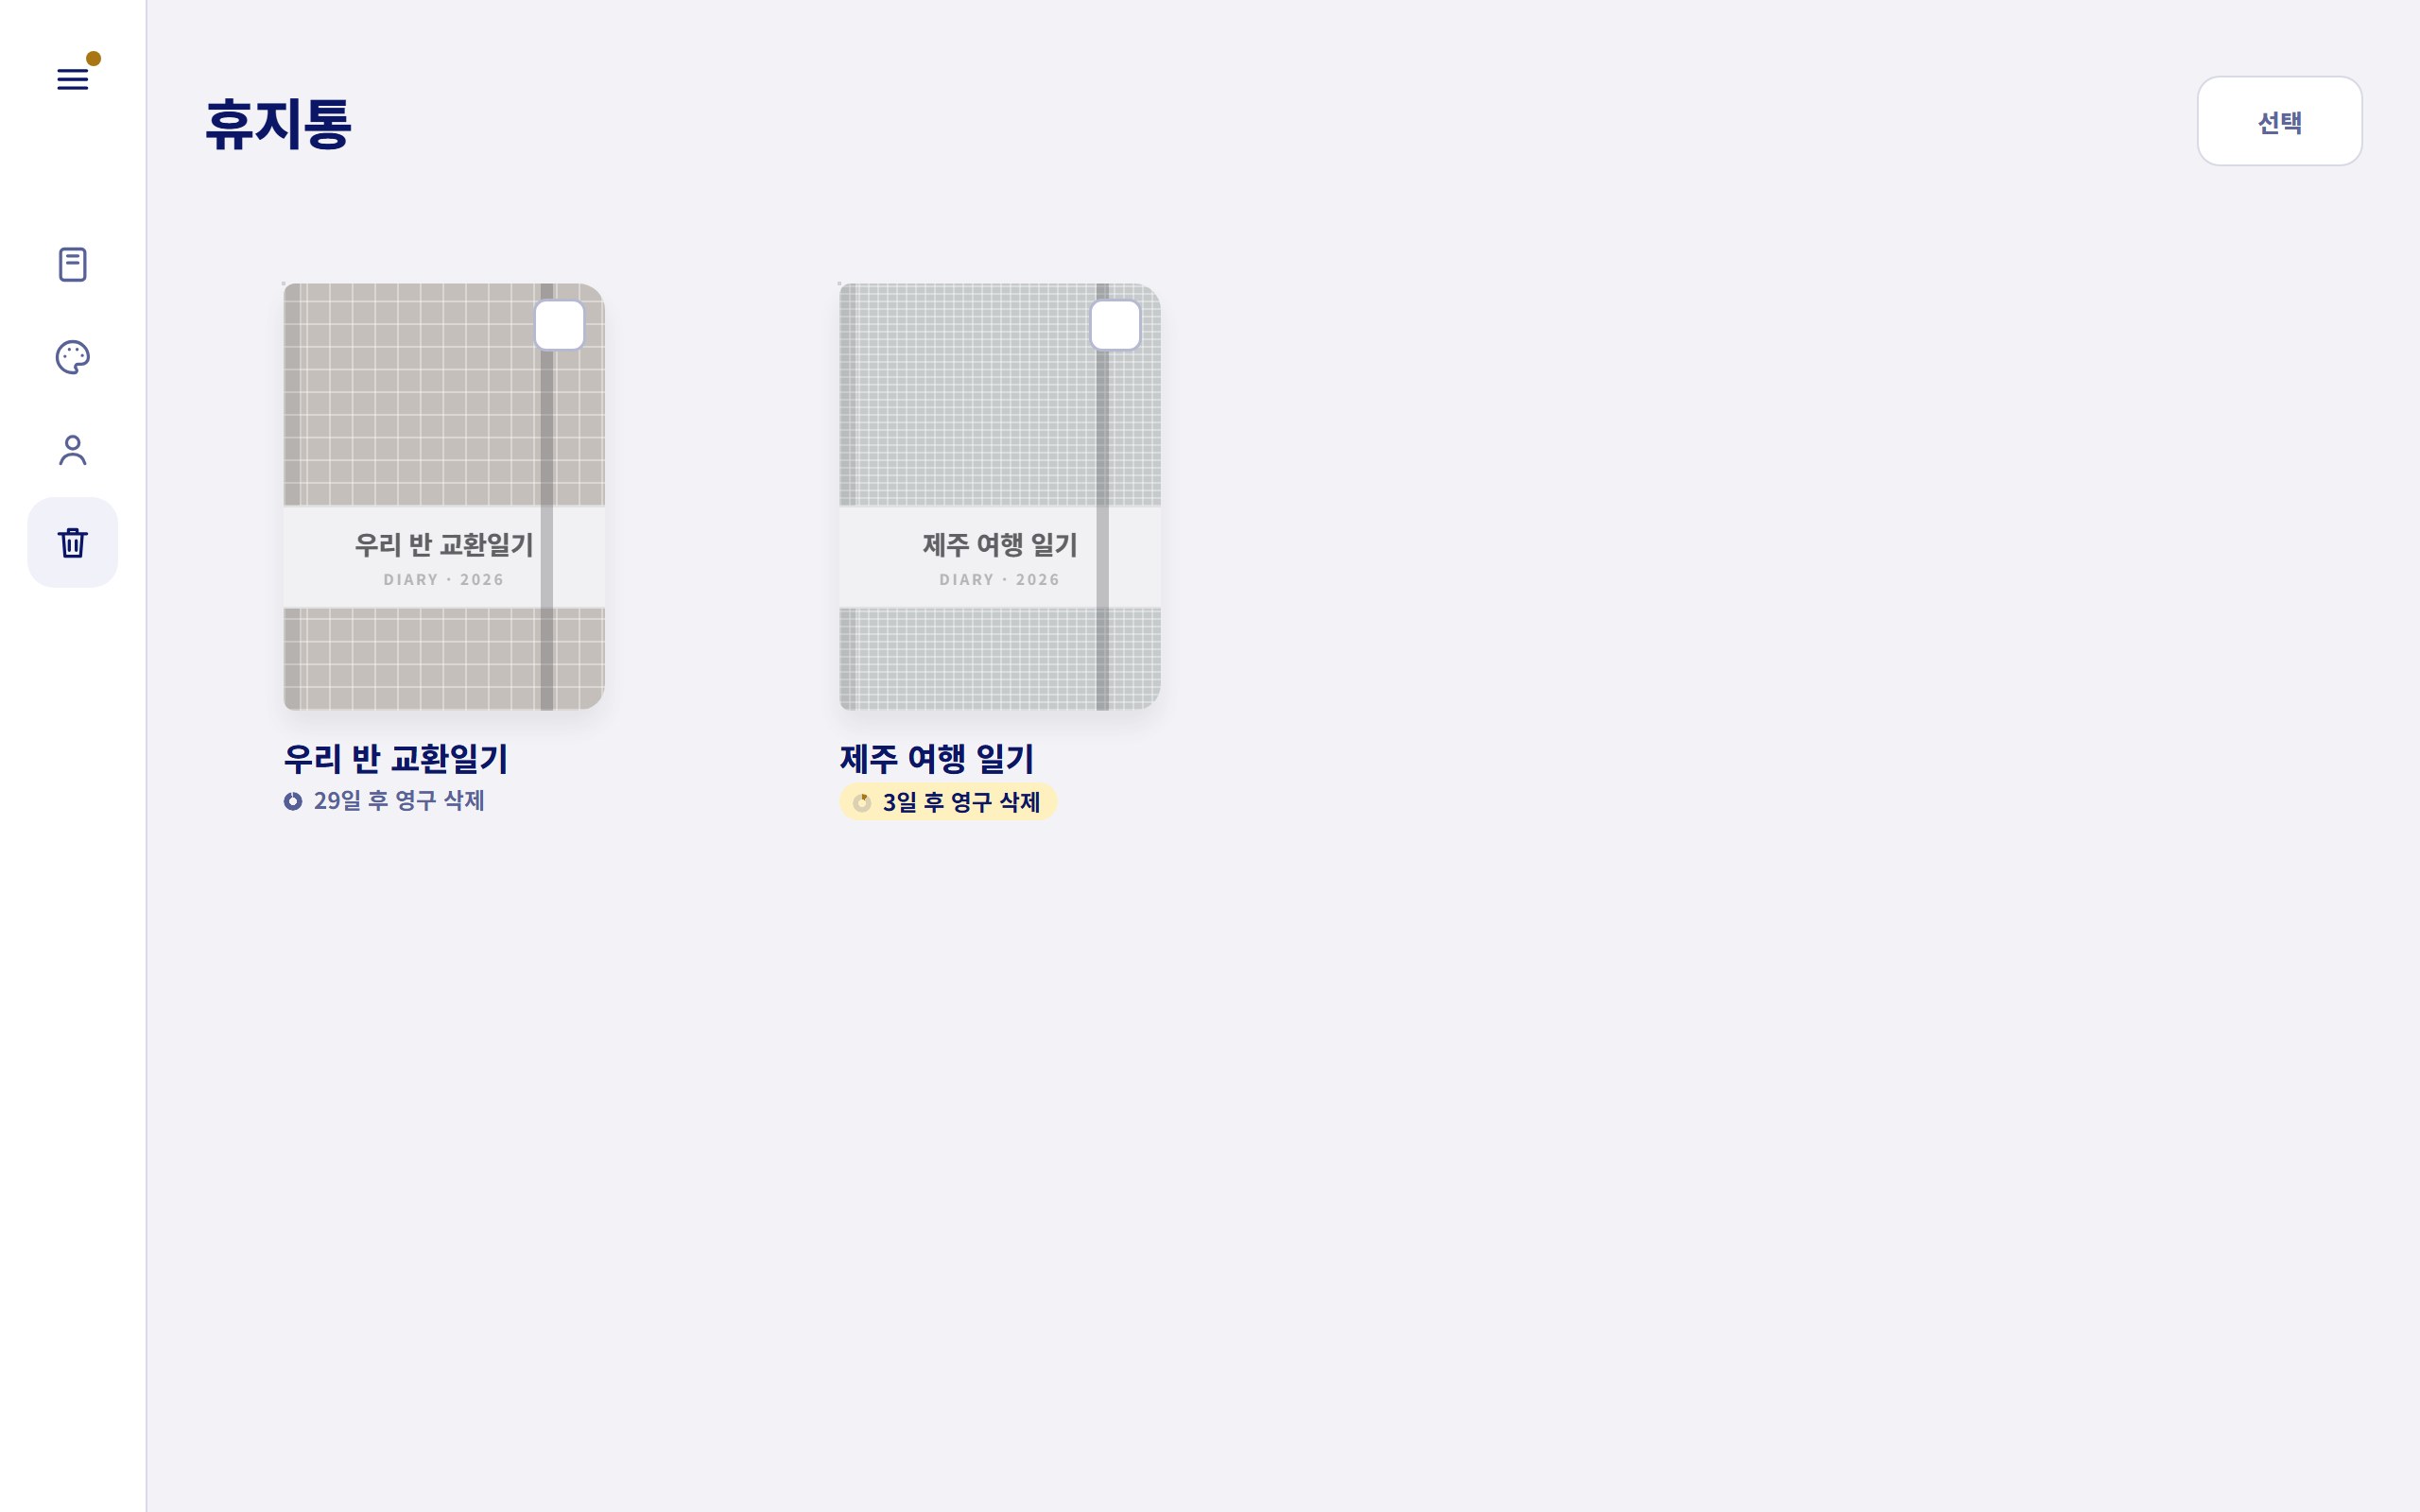 휴지통
선택
우리 반 교환일기
DIARY · 2026
제주 여행 일기
DIARY · 2026
우리 반 교환일기
29일 후 영구 삭제
제주 여행 일기
3일 후 영구 삭제